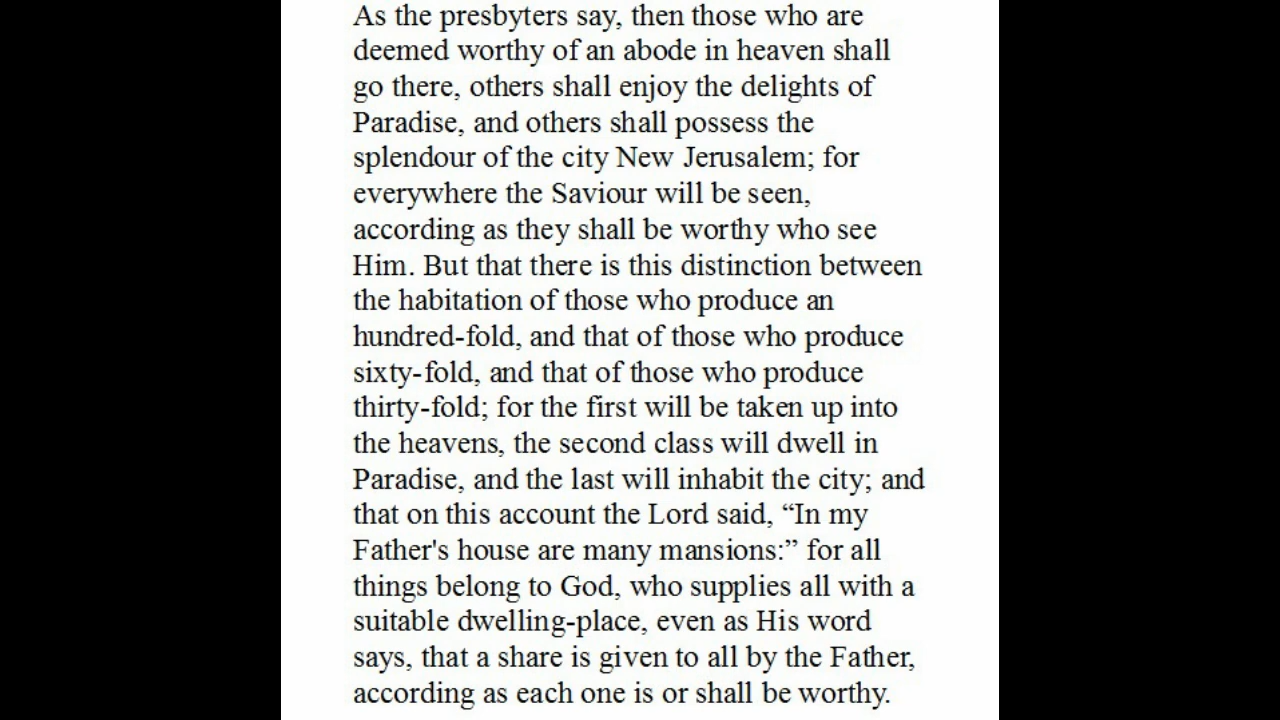 As the presbyters say, then those who are
deemed worthy of an abode in heaven shall
go there, others shall enjoy the delights of
Paradise, and others shall possess the
splendour of the city New Jerusalem; for
everywhere the Saviour will be seen,
according as they shall be worthy who see
Him. But that there is this distinction between
the habitation of those who produce an
hundred-fold, and that of those who produce
sixty-fold, and that of those who produce
thirty-fold; for the first will be taken up into
the heavens, the second class will dwell in
Paradise, and the last will inhabit the city; and
that on this account the Lord said, “In my
Father's house are many mansions:” for all
things belong to God, who supplies all with a
suitable dwelling-place, even as His word
says, that a share is given to all by the Father,
according as each one is or shall be worthy.